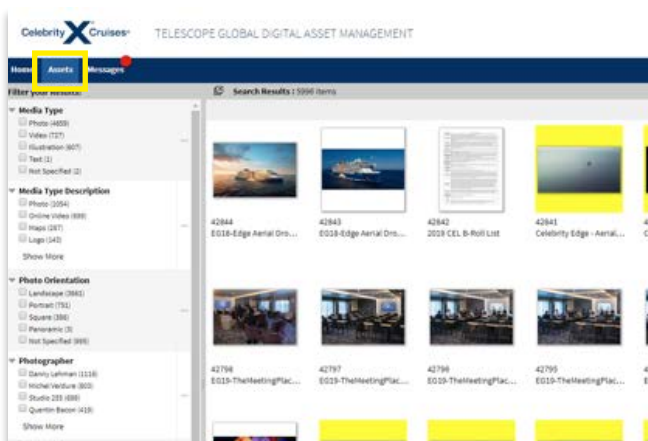 Celebrity X Cruises®
TELESCOPE GLOBAL DIGITAL ASSET MANAGEMENT
Home Assets Messages
Filter your Results:
Search Results : 5996 items
Media Type
Photo (4659)
Video (727)
Illustration (607)
Text (1)
Not Specified (2)
Media Type Description
Photo (1054)
Online Video (699)
Maps (267)
Logo (143)
Show More
Photo Orientation
Landscape (3661)
Portrait (751)
Square (386)
Panoramic (3)
Not Specified (995)
Photographer
Danny Lehman (1116)
Michel Verdure (803)
Studio 235 (698)
Quentin Bacon (419)
Show More
42844
EG18-Edge Aerial Dro...
42843
EG18-Edge Aerial Dro...
42842
2019 CEL B-Roll List
42841
Celebrity Edge - Aerial...
42798
EG19-TheMeetingPlac...
42797
EG19-TheMeetingPlac...
42796
EG19-TheMeetingPlac...
42795
EG19-TheMeetingPlac...